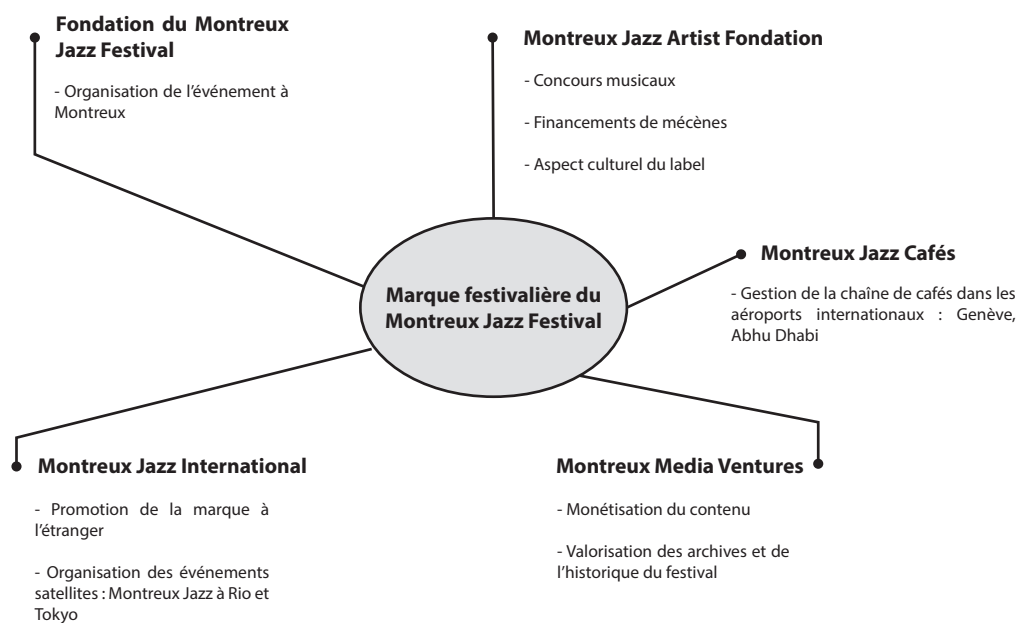 Fondation du Montreux
Jazz Festival
- Organisation de l'événement à
Montreux
Montreux Jazz Artist Fondation
- Concours musicaux
- Financements de mécènes
- Aspect culturel du label
Marque festivalière du
Montreux Jazz Festival
Montreux Jazz Cafés
- Gestion de la chaîne de cafés dans les
aéroports internationaux : Genève,
Abhu Dhabi
Montreux Jazz International
- Promotion de la marque à
l'étranger
- Organisation des événements
satellites : Montreux Jazz à Rio et
Tokyo
Montreux Media Ventures
- Monétisation du contenu
- Valorisation des archives et de
l'historique du festival